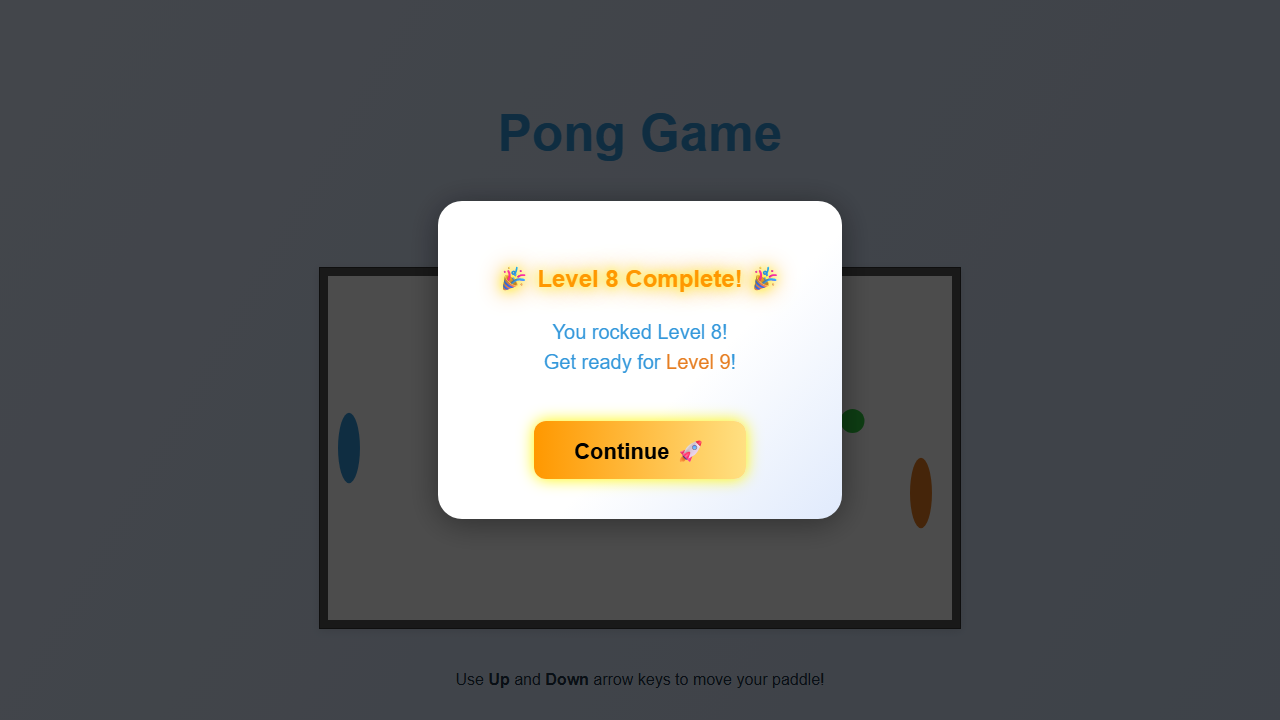 Pong Game
🎉 Level 8 Complete! 🎉
You rocked Level 8!
Get ready for Level 9!
Continue 🚀
Use Up and Down arrow keys to move your paddle!